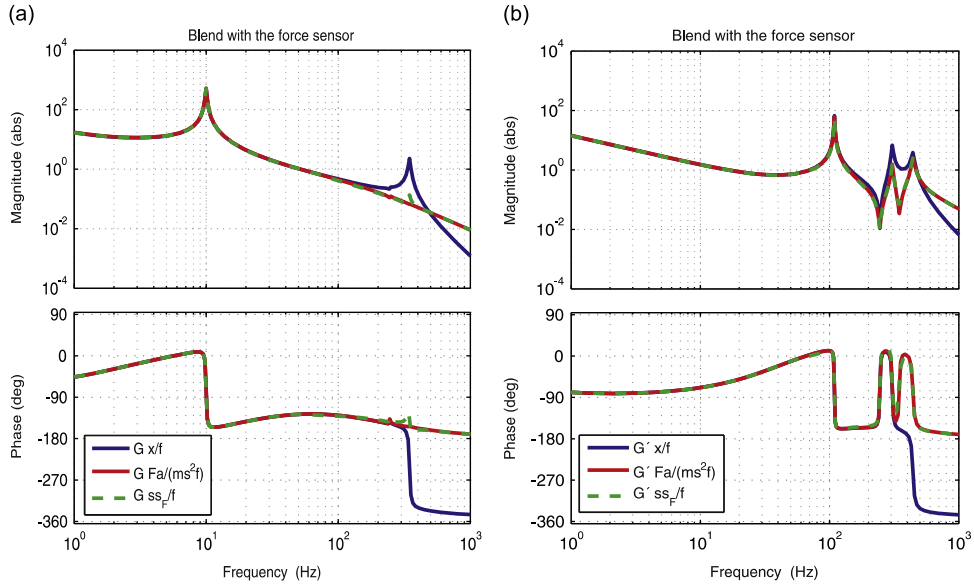 (a)
Blend with the force sensor
Magnitude (abs)
10^4
10^2
10^0
10^-2
10^-4
Phase (deg)
90
0
-90
-180
-270
-360
G x/f
G Fa/(ms^2f)
G ss_F/f
10^0
10^1
10^2
10^3
Frequency (Hz)
(b)
Blend with the force sensor
Magnitude (abs)
10^4
10^2
10^0
10^-2
10^-4
Phase (deg)
90
0
-90
-180
-270
-360
G´ x/f
G´ Fa/(ms^2f)
G´ ss_F/f
10^0
10^1
10^2
10^3
Frequency (Hz)